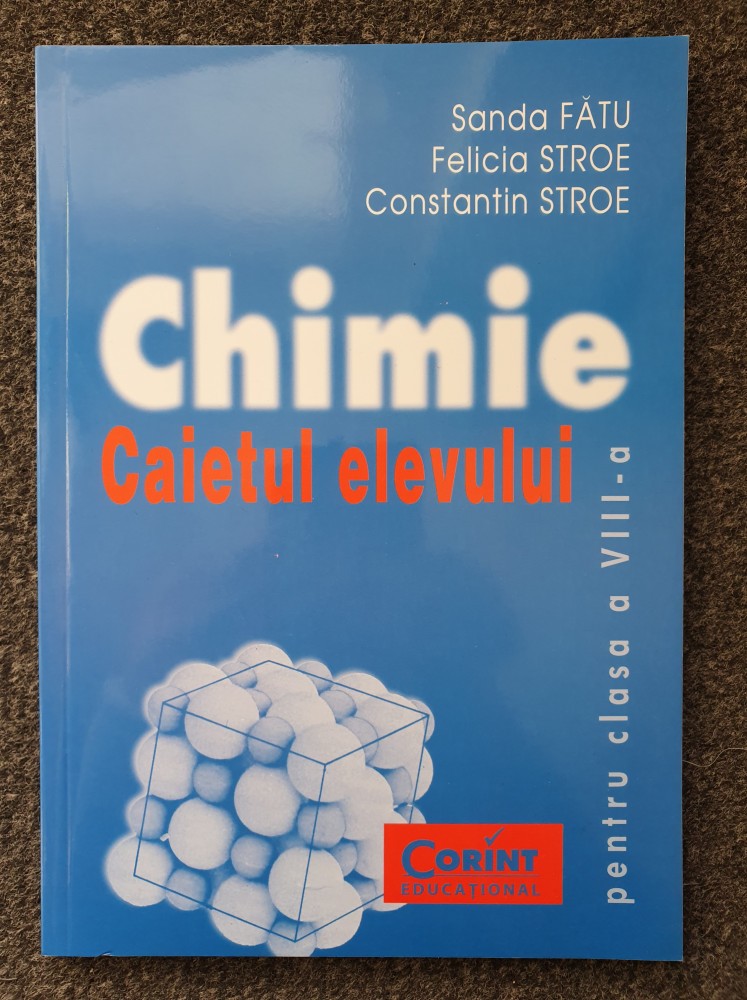 Sanda FĂTU
Felicia STROE
Constantin STROE
Chimie
Caietul elevului
pentru clasa a VIII-a
CORINT
EDUCAȚIONAL